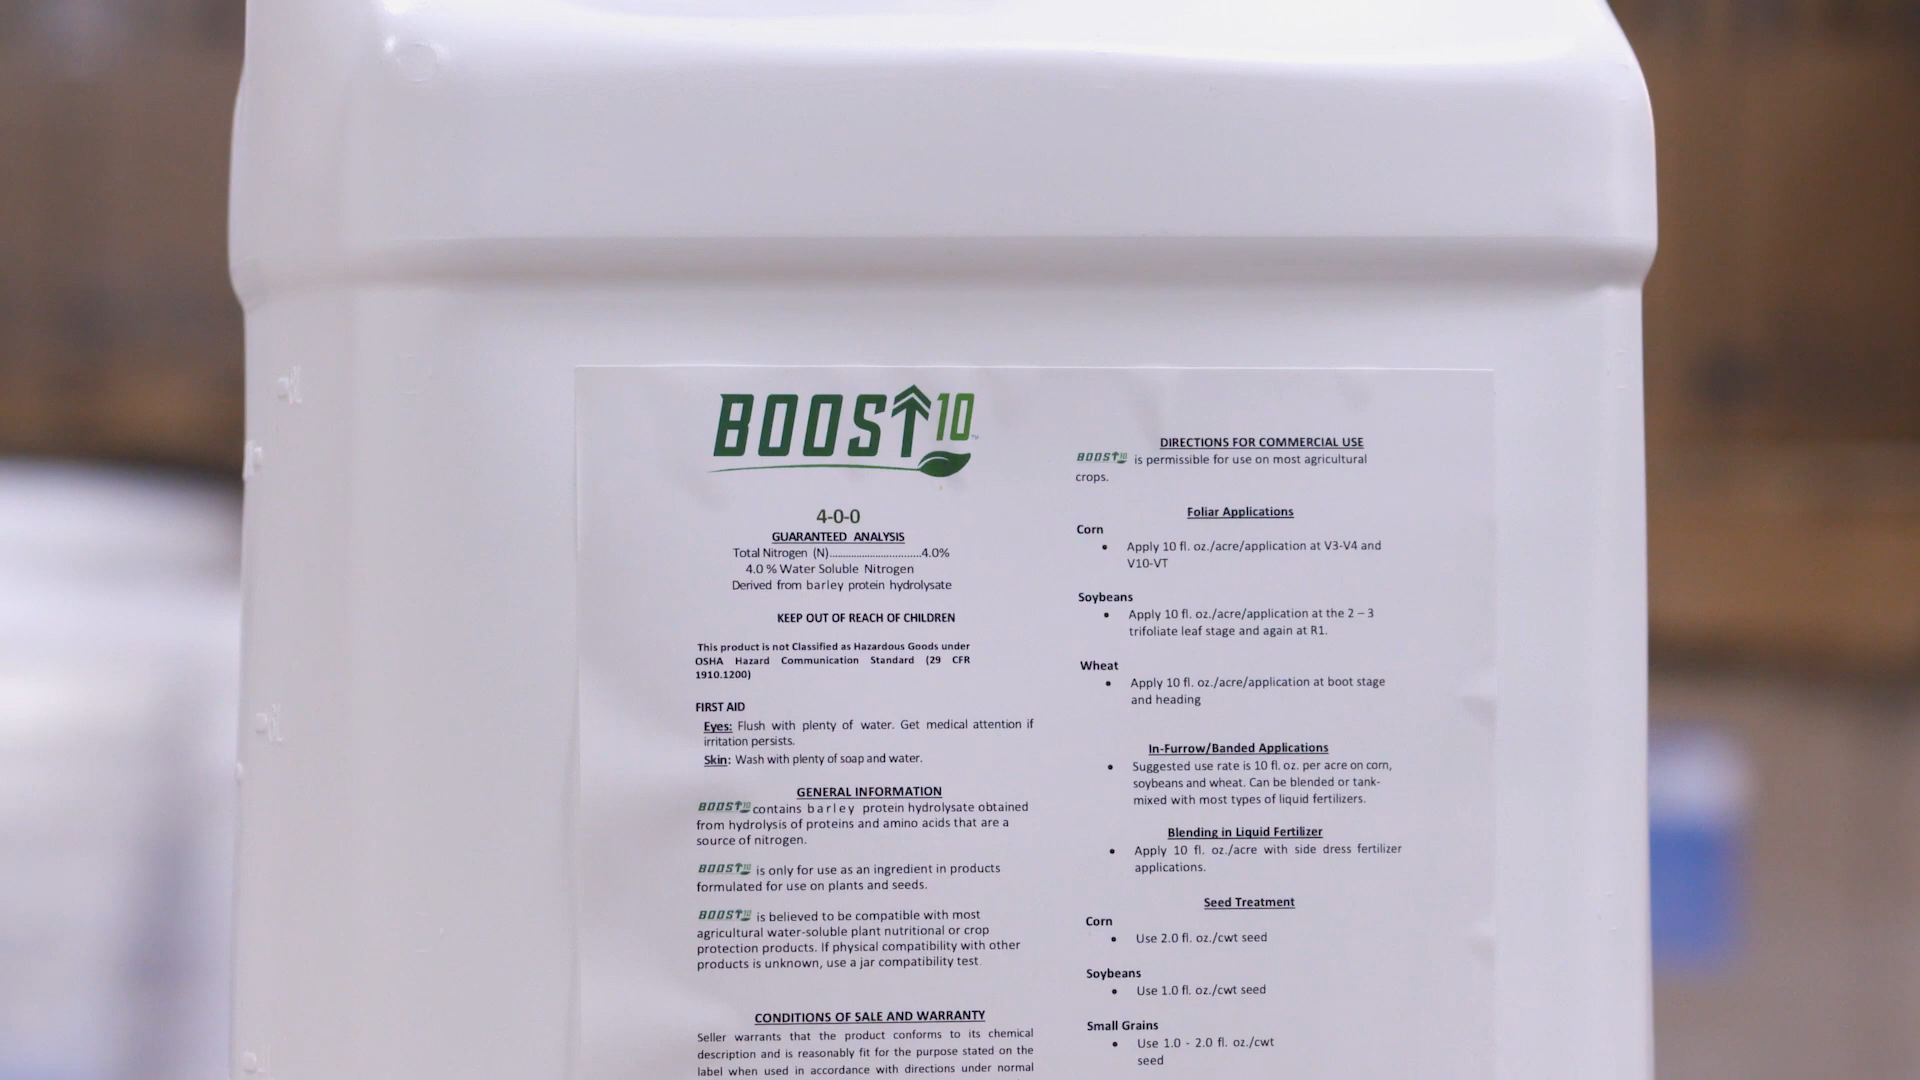 BOOST10™
4-0-0
GUARANTEED ANALYSIS
Total Nitrogen (N)................................4.0%
4.0 % Water Soluble Nitrogen
Derived from barley protein hydrolysate
KEEP OUT OF REACH OF CHILDREN
This product is not Classified as Hazardous Goods under
OSHA Hazard Communication Standard (29 CFR
1910.1200)
FIRST AID
Eyes: Flush with plenty of water. Get medical attention if
irritation persists.
Skin: Wash with plenty of soap and water.
GENERAL INFORMATION
BOOST10 contains barley protein hydrolysate obtained
from hydrolysis of proteins and amino acids that are a
source of nitrogen.
BOOST10 is only for use as an ingredient in products
formulated for use on plants and seeds.
BOOST10 is believed to be compatible with most
agricultural water-soluble plant nutritional or crop
protection products. If physical compatibility with other
products is unknown, use a jar compatibility test.
CONDITIONS OF SALE AND WARRANTY
Seller warrants that the product conforms to its chemical
description and is reasonably fit for the purpose stated on the
label when used in accordance with directions under normal
DIRECTIONS FOR COMMERCIAL USE
BOOST10 is permissible for use on most agricultural
crops.
Foliar Applications
Corn
• Apply 10 fl. oz./acre/application at V3-V4 and
V10-VT
Soybeans
• Apply 10 fl. oz./acre/application at the 2 – 3
trifoliate leaf stage and again at R1.
Wheat
• Apply 10 fl. oz./acre/application at boot stage
and heading
In-Furrow/Banded Applications
• Suggested use rate is 10 fl. oz. per acre on corn,
soybeans and wheat. Can be blended or tank-
mixed with most types of liquid fertilizers.
Blending in Liquid Fertilizer
• Apply 10 fl. oz./acre with side dress fertilizer
applications.
Seed Treatment
Corn
• Use 2.0 fl. oz./cwt seed
Soybeans
• Use 1.0 fl. oz./cwt seed
Small Grains
• Use 1.0 - 2.0 fl. oz./cwt
seed